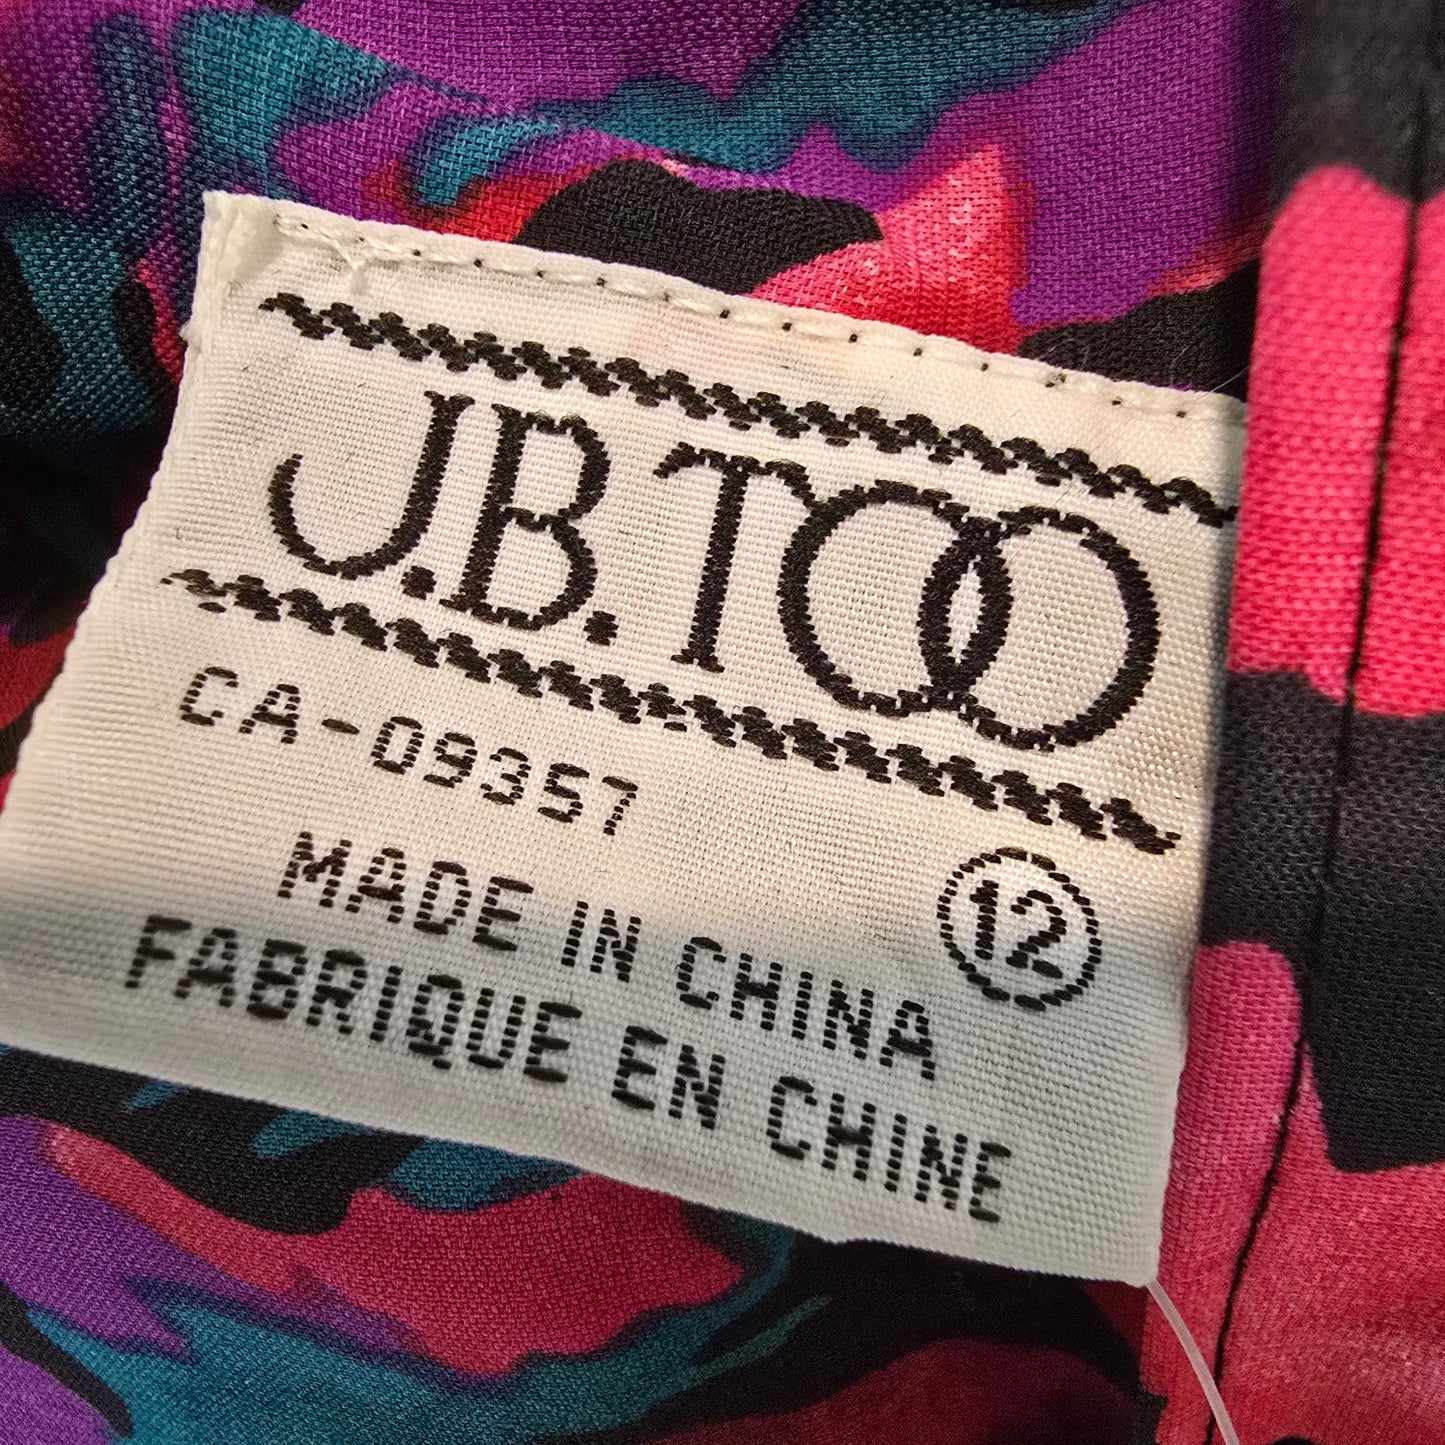 J.B. TOO
CA-09357
12
MADE IN CHINA
FABRIQUE EN CHINE